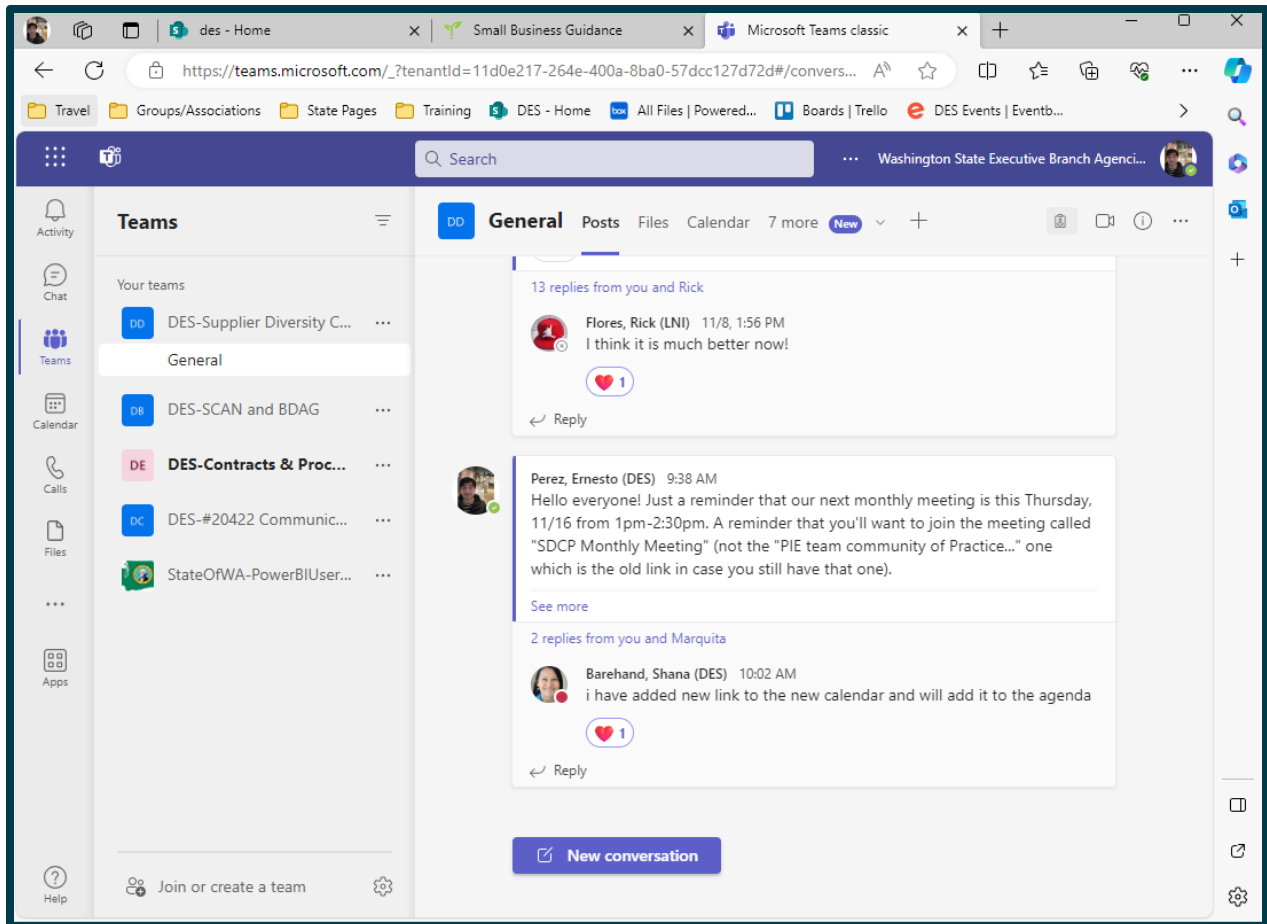 des - Home
Small Business Guidance
Microsoft Teams classic
https://teams.microsoft.com/_?tenantId=11d0e217-264e-400a-8ba0-57dcc127d72d#/convers...
Travel
Groups/Associations
State Pages
Training
DES - Home
box
All Files | Powered...
Boards | Trello
DES Events | Eventb...
Search
Washington State Executive Branch Agenci...
Activity
Chat
Teams
Calendar
Calls
Files
Apps
Help
Teams
Your teams
DD DES-Supplier Diversity C...
General
DB DES-SCAN and BDAG
DE DES-Contracts & Proc...
DC DES-#20422 Communic...
StateOfWA-PowerBIUser...
Join or create a team
DD General Posts Files Calendar 7 more New
13 replies from you and Rick
Flores, Rick (LNI) 11/8, 1:56 PM
I think it is much better now!
1
Reply
Perez, Ernesto (DES) 9:38 AM
Hello everyone! Just a reminder that our next monthly meeting is this Thursday,
11/16 from 1pm-2:30pm. A reminder that you'll want to join the meeting called
"SDCP Monthly Meeting" (not the "PIE team community of Practice..." one
which is the old link in case you still have that one).
See more
2 replies from you and Marquita
Barehand, Shana (DES) 10:02 AM
i have added new link to the new calendar and will add it to the agenda
1
Reply
New conversation